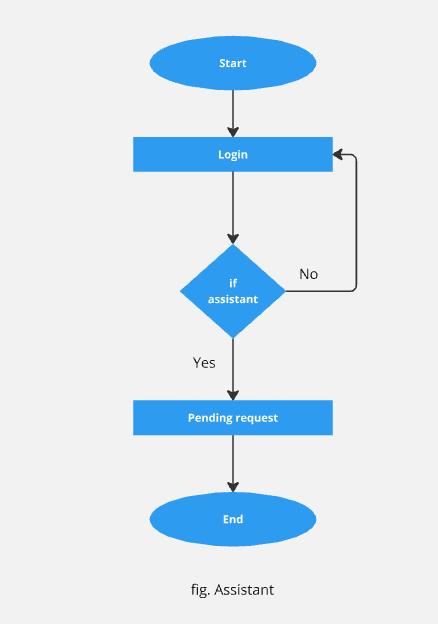 Start
Login
if
assistant
No
Yes
Pending request
End
fig. Assistant